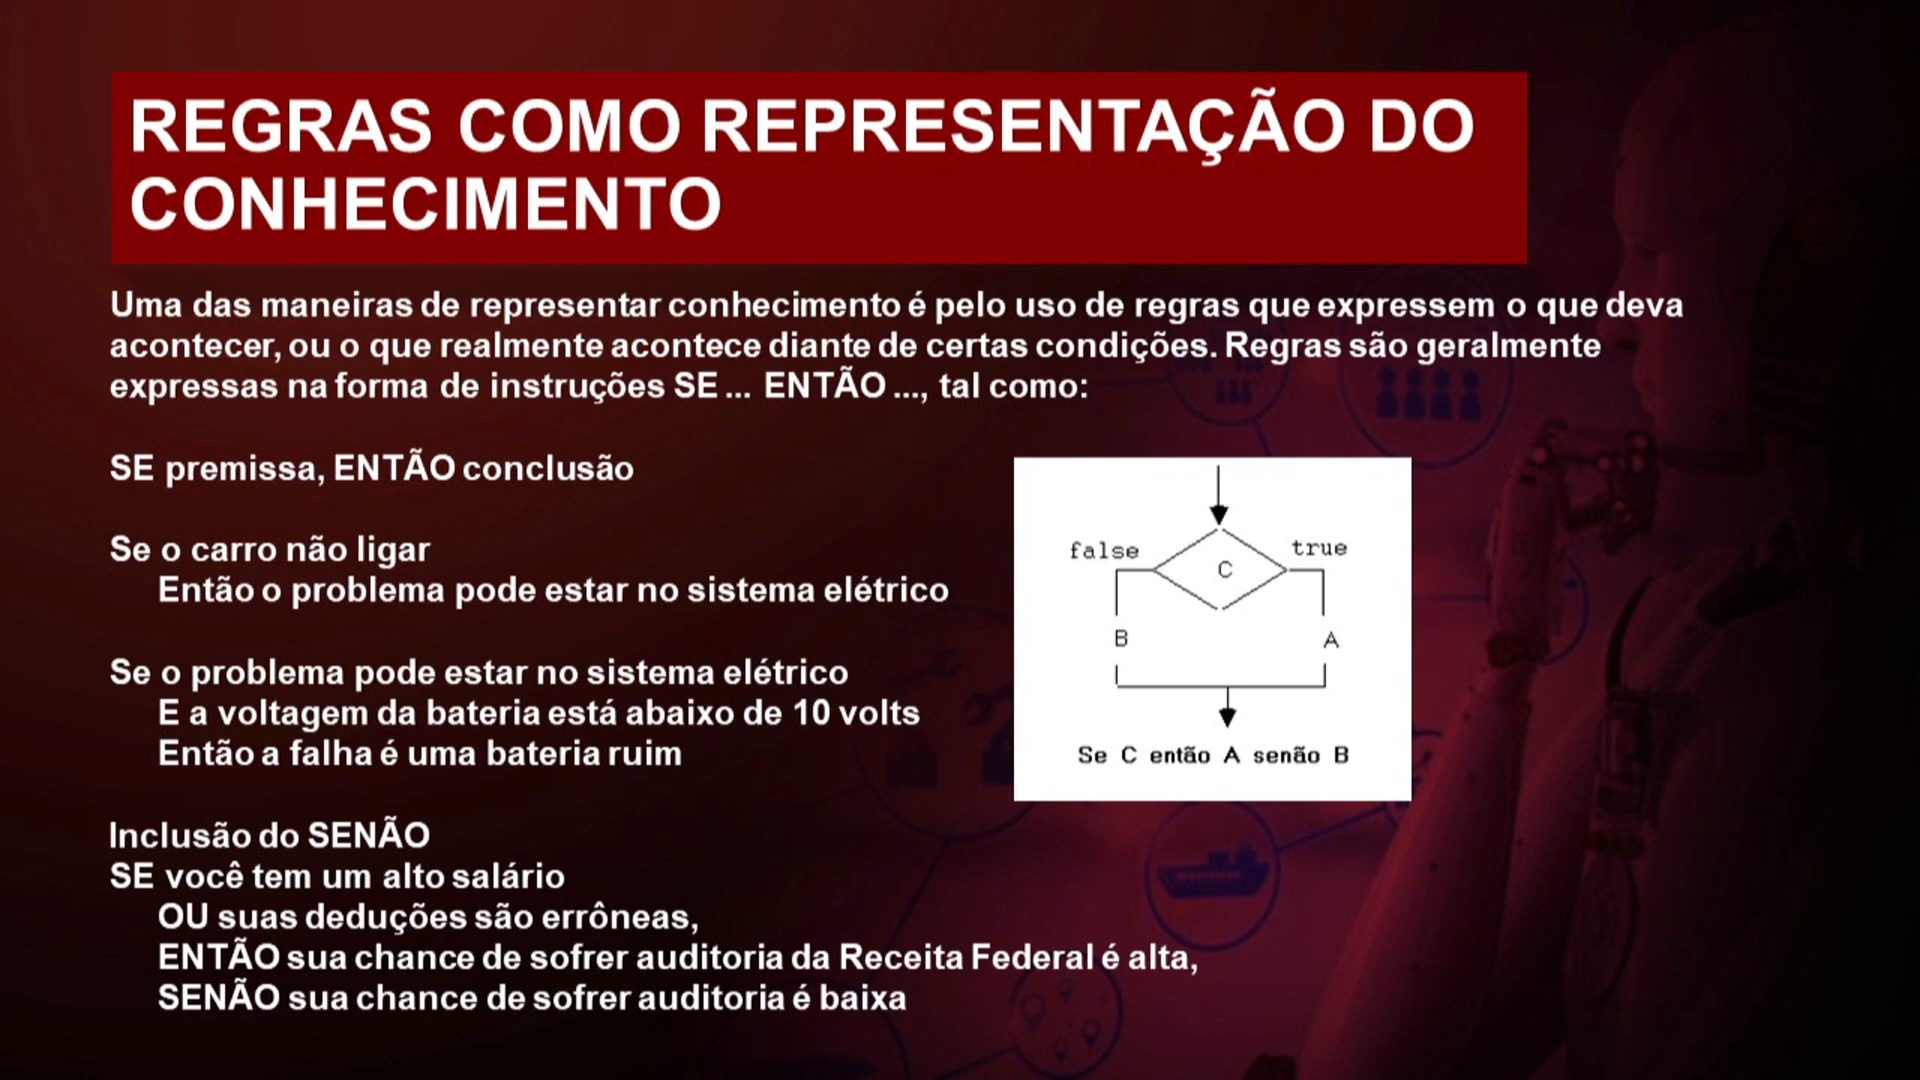 REGRAS COMO REPRESENTAÇÃO DO
CONHECIMENTO
Uma das maneiras de representar conhecimento é pelo uso de regras que expressem o que deva
acontecer, ou o que realmente acontece diante de certas condições. Regras são geralmente
expressas na forma de instruções SE ... ENTÃO ..., tal como:
SE premissa, ENTÃO conclusão
Se o carro não ligar
Então o problema pode estar no sistema elétrico
Se o problema pode estar no sistema elétrico
E a voltagem da bateria está abaixo de 10 volts
Então a falha é uma bateria ruim
Inclusão do SENÃO
SE você tem um alto salário
OU suas deduções são errôneas,
ENTÃO sua chance de sofrer auditoria da Receita Federal é alta,
SENÃO sua chance de sofrer auditoria é baixa
false
true
C
B
A
Se C então A senão B